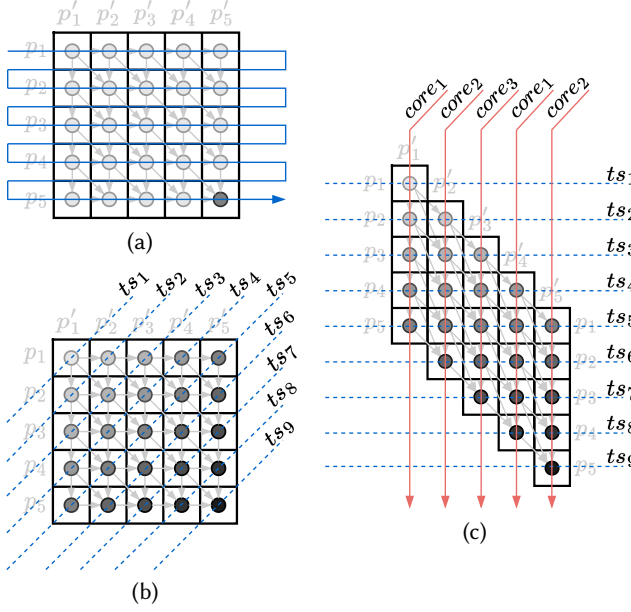 p′1 p′2 p′3 p′4 p′5
p1
p2
p3
p4
p5
(a)
ts1 ts2 ts3 ts4 ts5
ts6
ts7
ts8
ts9
p′1 p′2 p′3 p′4 p′5
p1
p2
p3
p4
p5
(b)
core1 core2 core3 core1 core2
p′1
p1 ts1
p′2
p2 ts2
p′3
p3 ts3
p′4
p4 ts4
p′5
p5 p1 ts5
p2 ts6
p3 ts7
p4 ts8
p5 ts9
(c)